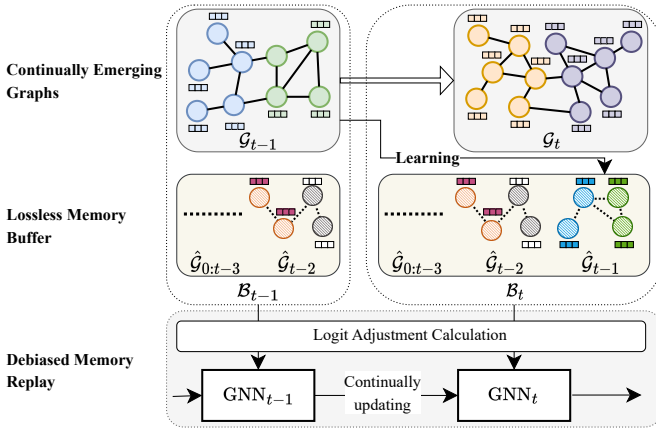 Continually Emerging
Graphs
𝒢ₜ₋₁
𝒢ₜ
Learning
Lossless Memory
Buffer
𝒢̂₀:ₜ₋₃
𝒢̂ₜ₋₂
𝒢̂₀:ₜ₋₃
𝒢̂ₜ₋₂
𝒢̂ₜ₋₁
ℬₜ₋₁
ℬₜ
Logit Adjustment Calculation
Debiased Memory
Replay
GNNₜ₋₁
Continually
updating
GNNₜ